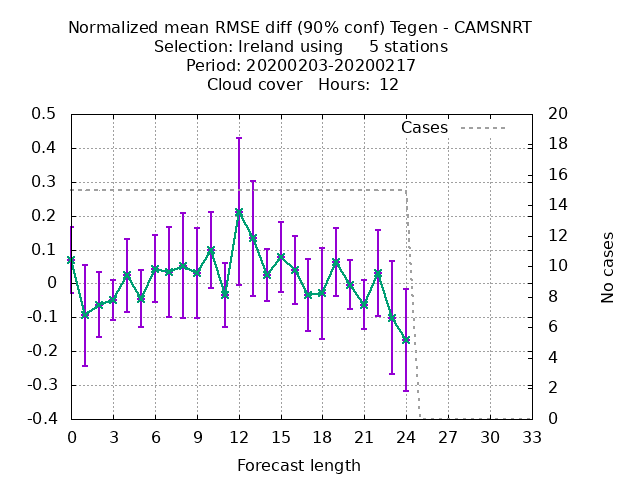 Normalized mean RMSE diff (90% conf) Tegen - CAMSNRT
Selection: Ireland using     5 stations
Period: 20200203-20200217
Cloud cover   Hours:  12
Cases
0.5
0.4
0.3
0.2
0.1
0
-0.1
-0.2
-0.3
-0.4
20
18
16
14
12
10
8
6
4
2
0
No cases
0 3 6 9 12 15 18 21 24 27 30 33
Forecast length